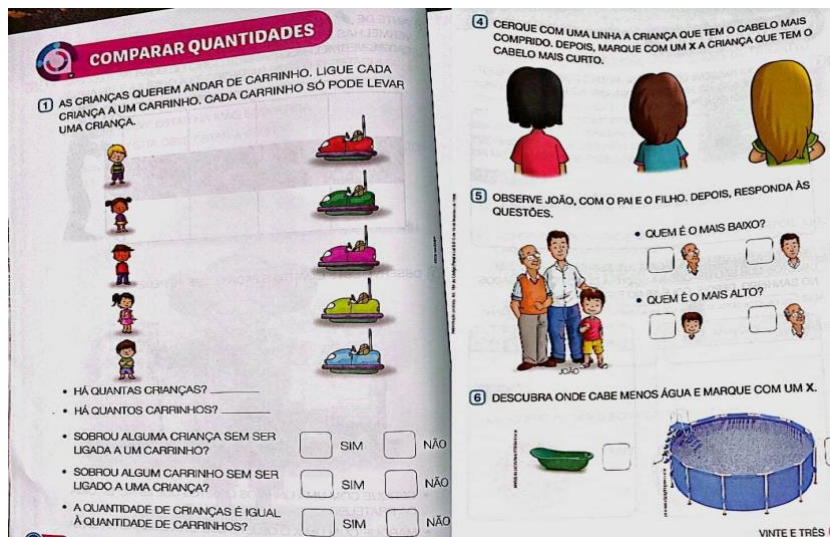 COMPARAR QUANTIDADES
1 AS CRIANÇAS QUEREM ANDAR DE CARRINHO. LIGUE CADA
CRIANÇA A UM CARRINHO. CADA CARRINHO SÓ PODE LEVAR
UMA CRIANÇA.
• HÁ QUANTAS CRIANÇAS? ______
• HÁ QUANTOS CARRINHOS? ______
• SOBROU ALGUMA CRIANÇA SEM SER
LIGADA A UM CARRINHO?
SIM NÃO
• SOBROU ALGUM CARRINHO SEM SER
LIGADO A UMA CRIANÇA?
SIM NÃO
• A QUANTIDADE DE CRIANÇAS É IGUAL
À QUANTIDADE DE CARRINHOS?
SIM NÃO
4 CERQUE COM UMA LINHA A CRIANÇA QUE TEM O CABELO MAIS
COMPRIDO. DEPOIS, MARQUE COM UM X A CRIANÇA QUE TEM O
CABELO MAIS CURTO.
5 OBSERVE JOÃO, COM O PAI E O FILHO. DEPOIS, RESPONDA ÀS
QUESTÕES.
• QUEM É O MAIS BAIXO?
• QUEM É O MAIS ALTO?
JOÃO
6 DESCUBRA ONDE CABE MENOS ÁGUA E MARQUE COM UM X.
VINTE E TRÊS